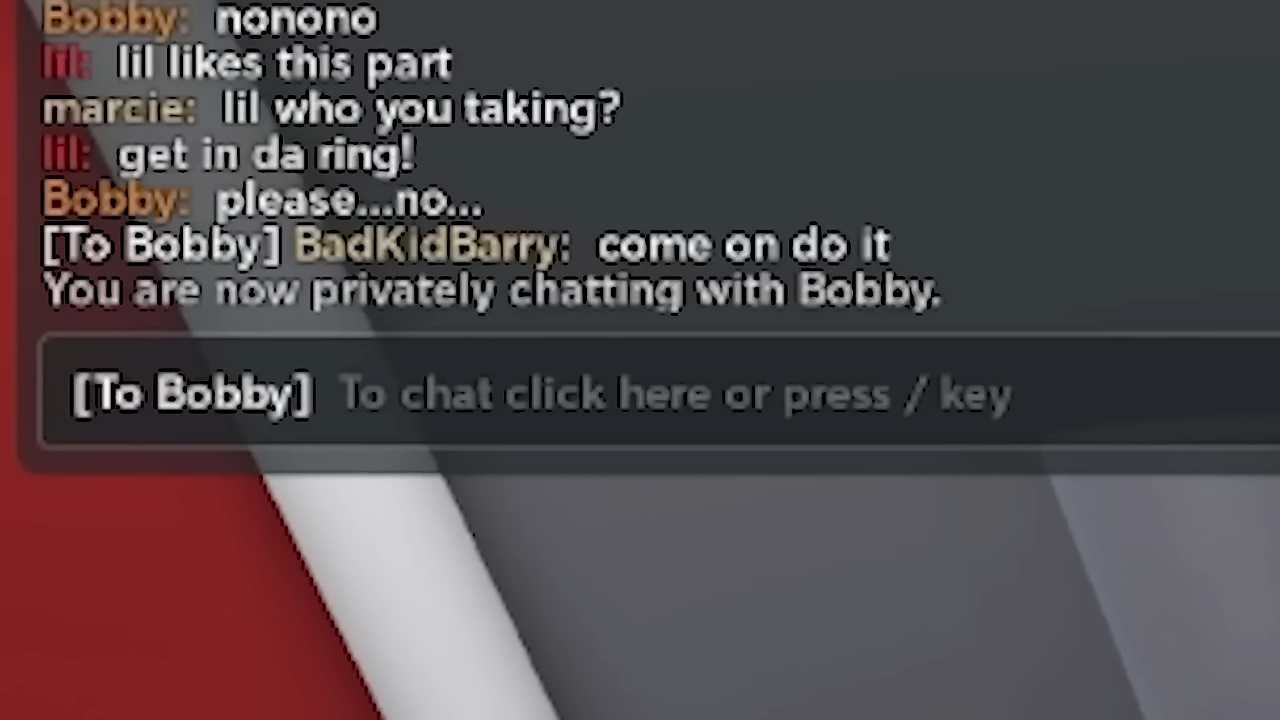 Bobby: nonono
lil: lil likes this part
marcie: lil who you taking?
lil: get in da ring!
Bobby: please...no...
[To Bobby] BadKidBarry: come on do it
You are now privately chatting with Bobby.
[To Bobby] To chat click here or press / key